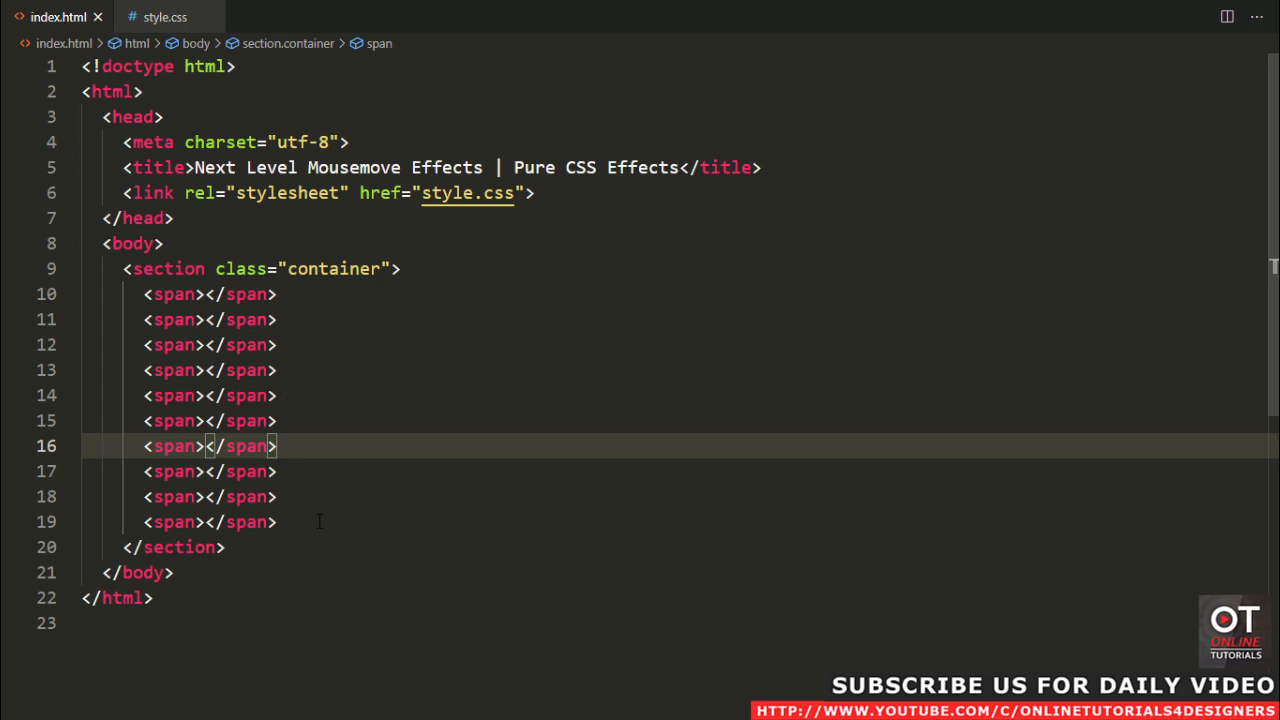 index.html
style.css
index.html > html > body > section.container > span
1 <!doctype html>
2 <html>
3 <head>
4 <meta charset="utf-8">
5 <title>Next Level Mousemove Effects | Pure CSS Effects</title>
6 <link rel="stylesheet" href="style.css">
7 </head>
8 <body>
9 <section class="container">
10 <span></span>
11 <span></span>
12 <span></span>
13 <span></span>
14 <span></span>
15 <span></span>
16 <span></span>
17 <span></span>
18 <span></span>
19 <span></span>
20 </section>
21 </body>
22 </html>
23
T
OT
ONLINE
TUTORIALS
SUBSCRIBE US FOR DAILY VIDEO
HTTP://WWW.YOUTUBE.COM/C/ONLINETUTORIALS4DESIGNERS